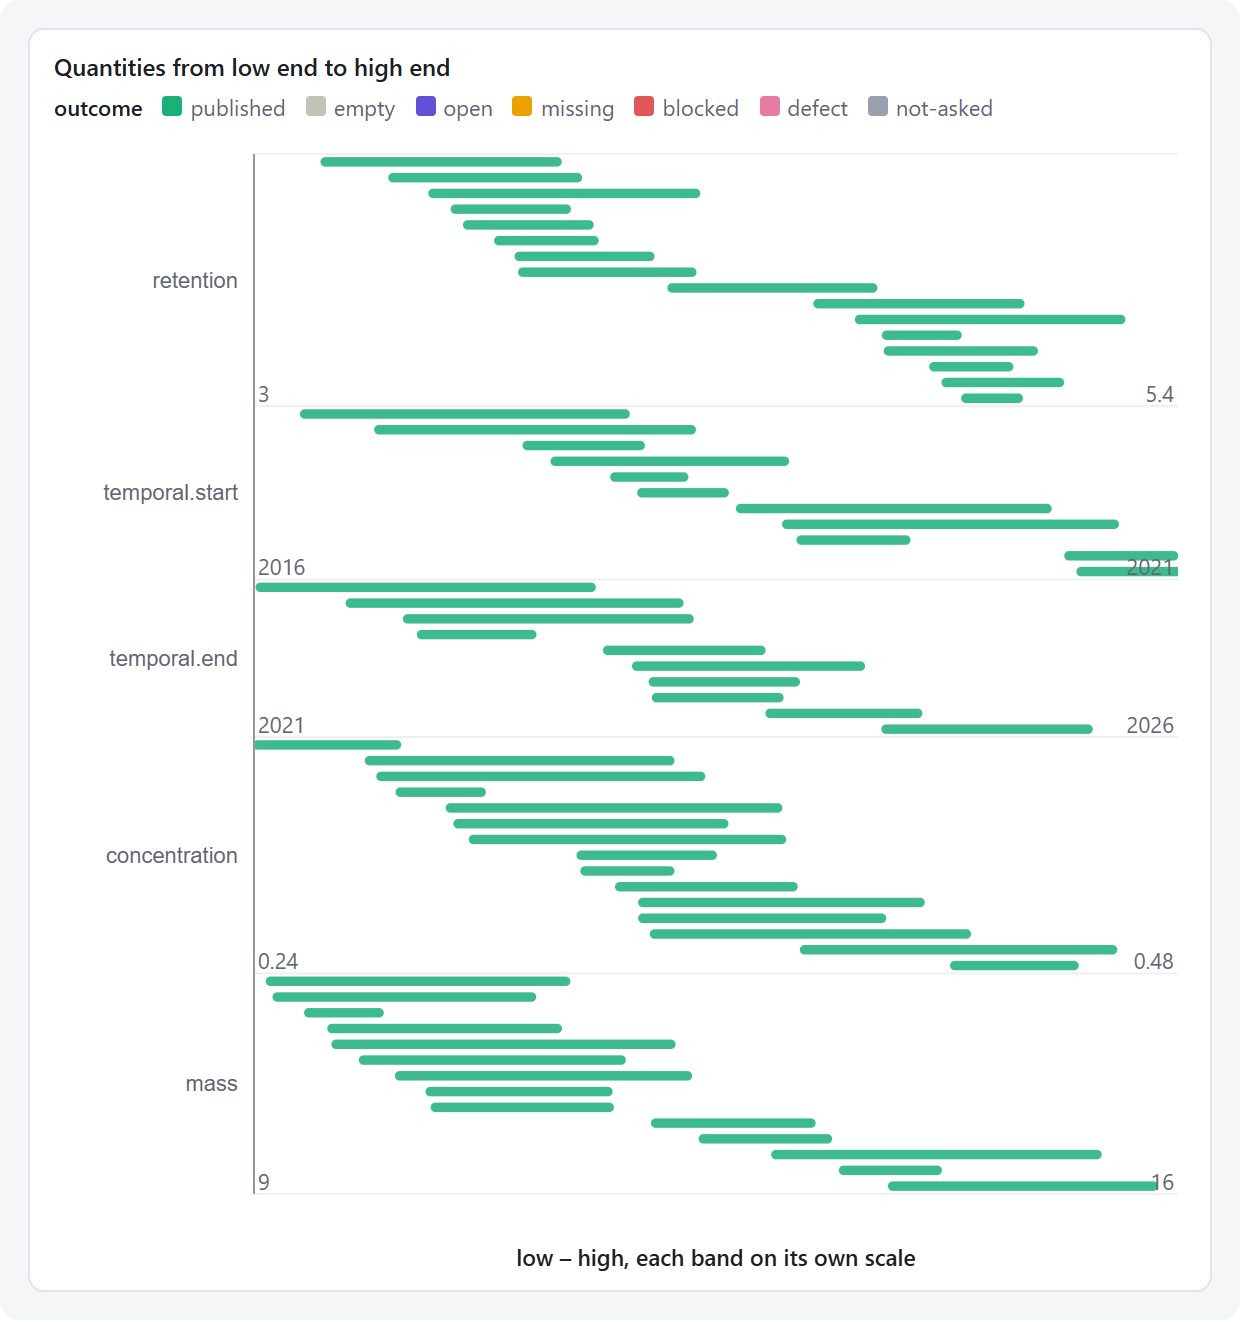 Quantities from low end to high end
outcome published empty open missing blocked defect not-asked
retention
3 5.4
temporal.start
2016 2021
temporal.end
2021 2026
concentration
0.24 0.48
mass
9 16
low – high, each band on its own scale